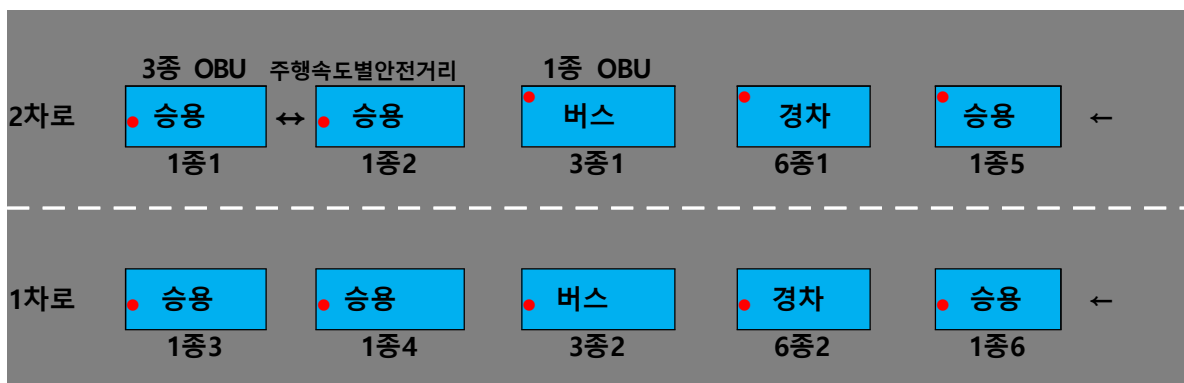 3종 OBU 주행속도별안전거리 1종 OBU
2차로 승용 ↔ 승용 버스 경차 승용 ←
1종1 1종2 3종1 6종1 1종5
1차로 승용 승용 버스 경차 승용 ←
1종3 1종4 3종2 6종2 1종6